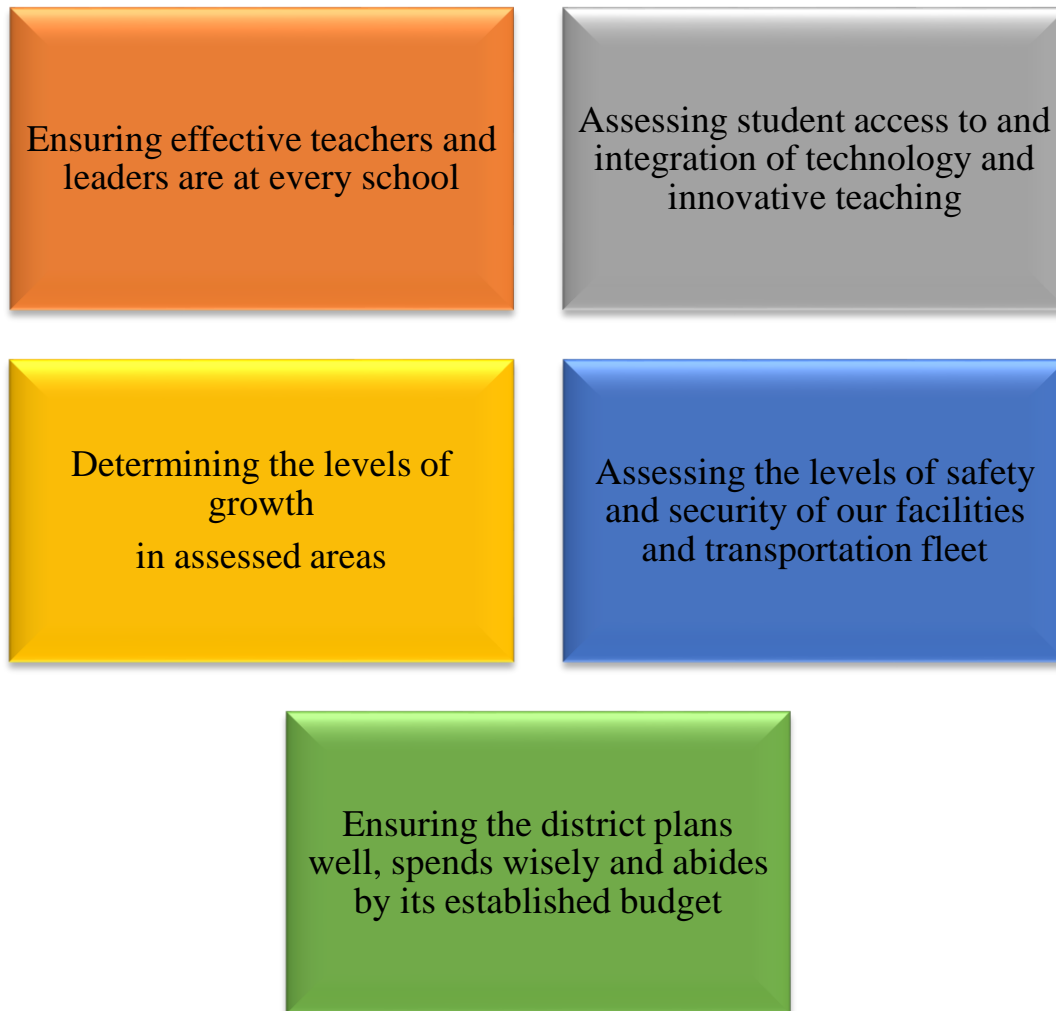 Ensuring effective teachers and
leaders are at every school
Assessing student access to and
integration of technology and
innovative teaching
Determining the levels of
growth
in assessed areas
Assessing the levels of safety
and security of our facilities
and transportation fleet
Ensuring the district plans
well, spends wisely and abides
by its established budget